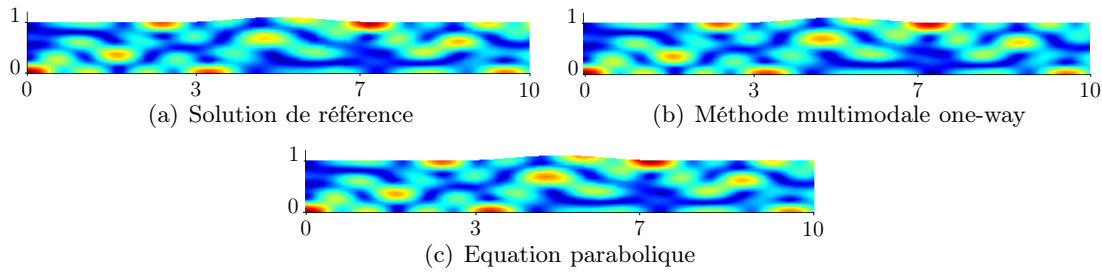 1
0
0 3 7 10
(a) Solution de référence
1
0
0 3 7 10
(b) Méthode multimodale one-way
1
0
0 3 7 10
(c) Equation parabolique